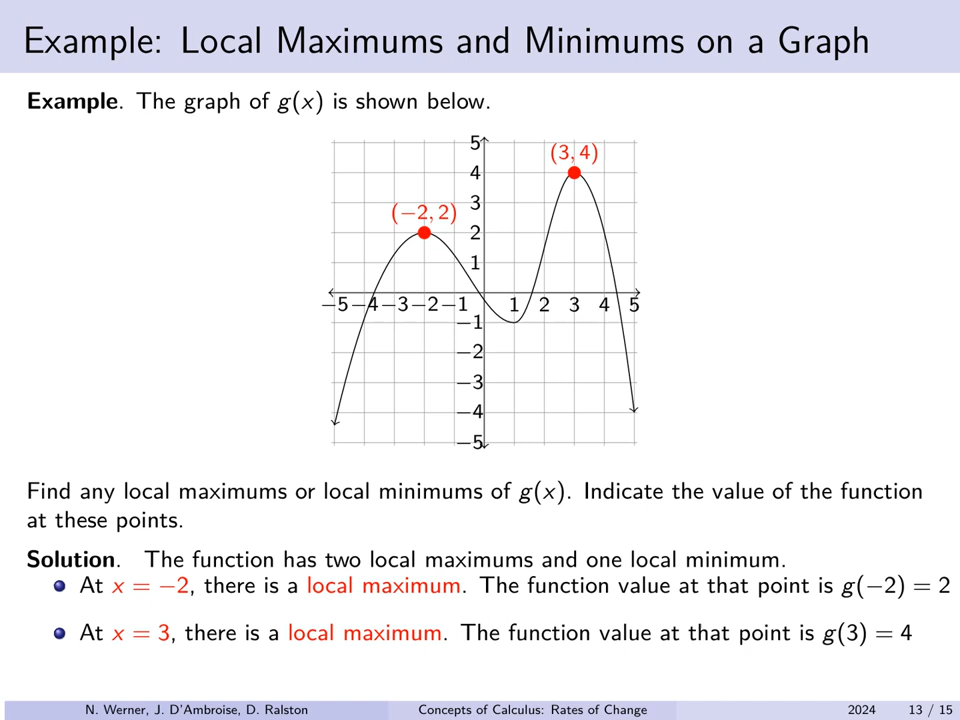 Example: Local Maximums and Minimums on a Graph
Example. The graph of g(x) is shown below.
5
(3, 4)
4
(−2, 2)
3
2
1
−5 −4 −3 −2 −1 1 2 3 4 5
−1
−2
−3
−4
−5
Find any local maximums or local minimums of g(x). Indicate the value of the function
at these points.
Solution. The function has two local maximums and one local minimum.
At x = −2, there is a local maximum. The function value at that point is g(−2) = 2
At x = 3, there is a local maximum. The function value at that point is g(3) = 4
N. Werner, J. D'Ambroise, D. Ralston Concepts of Calculus: Rates of Change 2024 13 / 15